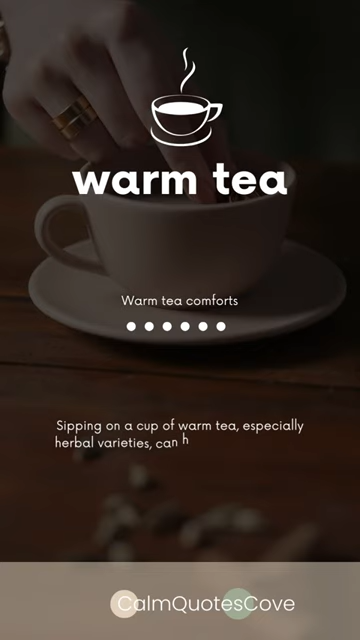 warm tea
Warm tea comforts
Sipping on a cup of warm tea, especially
herbal varieties, can h
CalmQuotesCove